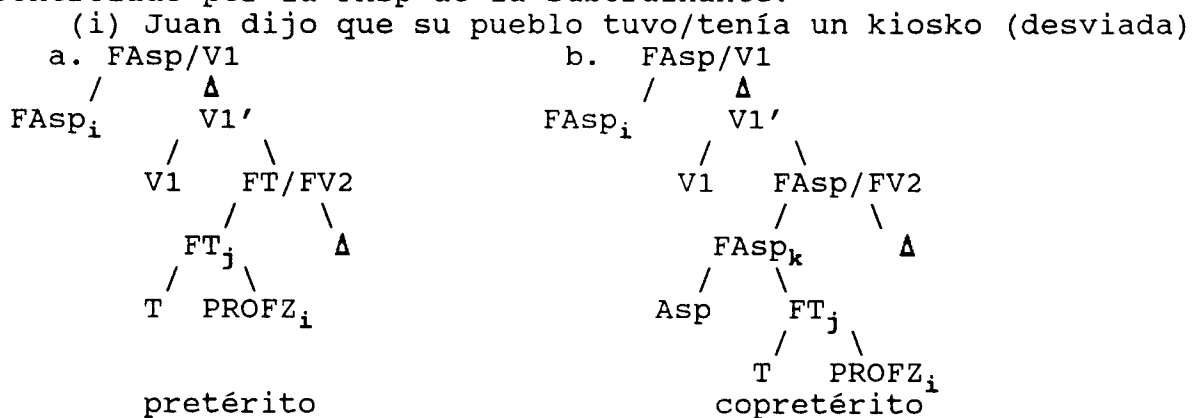 (i) Juan dijo que su pueblo tuvo/tenía un kiosko (desviada)
a. FAsp/V1 b. FAsp/V1
/ Δ / Δ
FAspi V1′ FAspi V1′
/ \ / \
V1 FT/FV2 V1 FAsp/FV2
/ \ / \
FTj Δ FAspk Δ
/ \ / \
T PROFZi Asp FTj
/ \
T PROFZi
pretérito copretérito